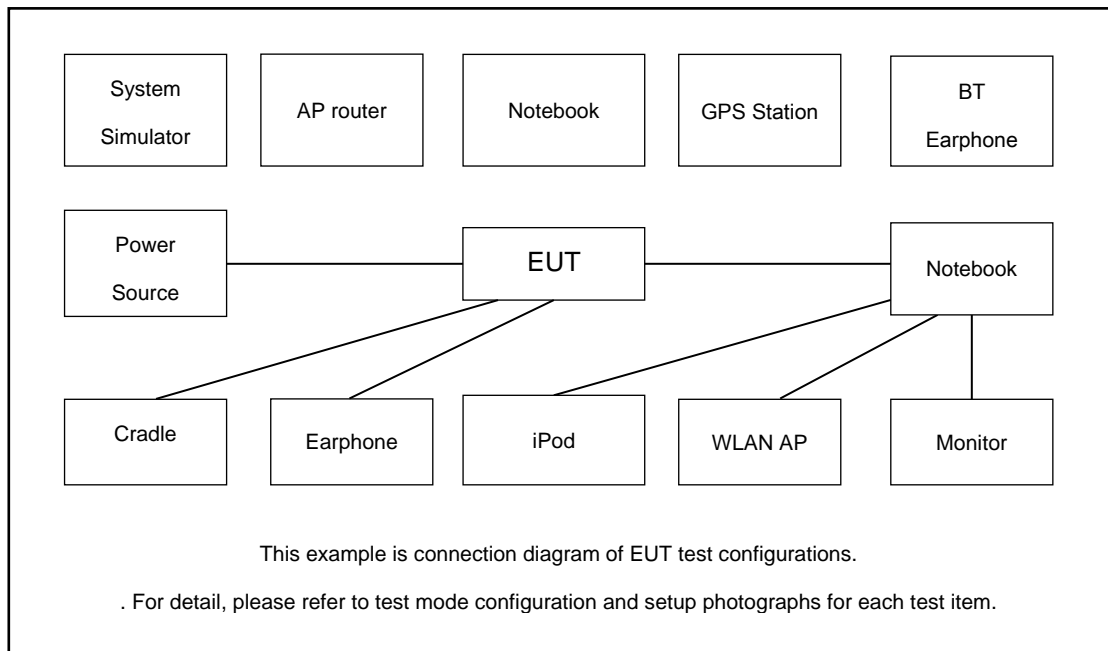 System
Simulator
AP router
Notebook
GPS Station
BT
Earphone
Power
Source
EUT
Notebook
Cradle
Earphone
iPod
WLAN AP
Monitor
This example is connection diagram of EUT test configurations.
. For detail, please refer to test mode configuration and setup photographs for each test item.